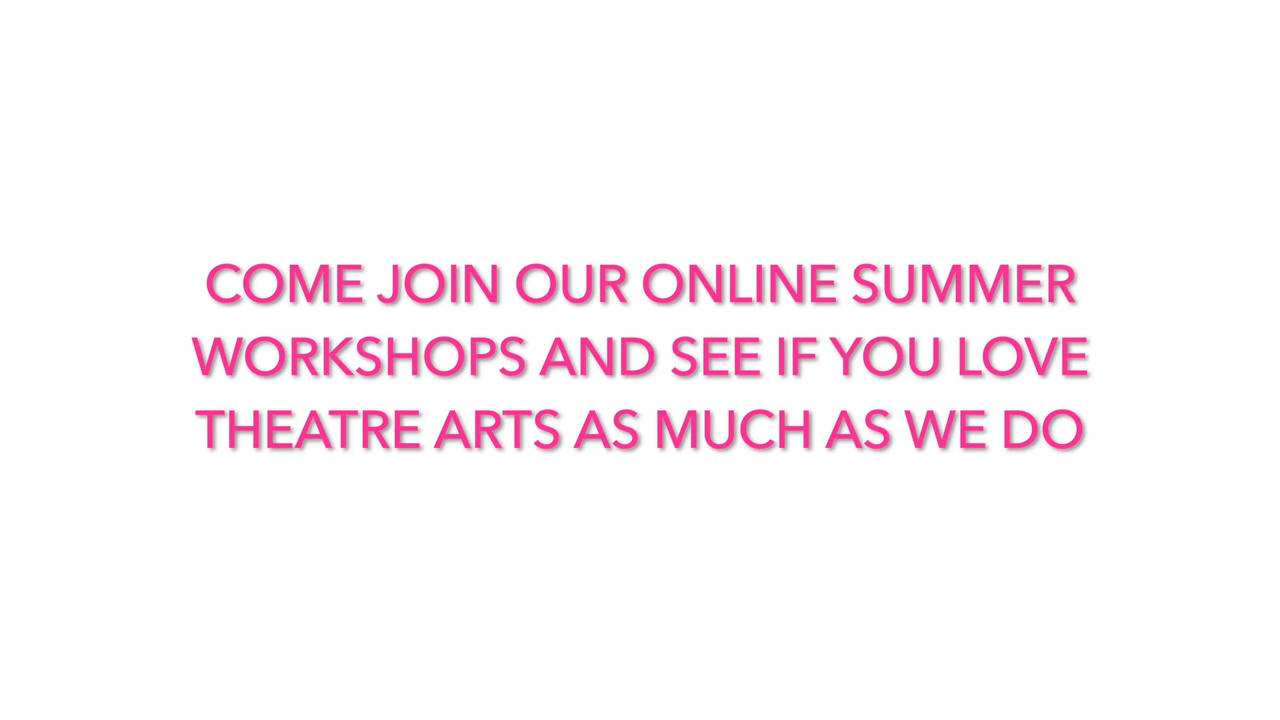 COME JOIN OUR ONLINE SUMMER
WORKSHOPS AND SEE IF YOU LOVE
THEATRE ARTS AS MUCH AS WE DO